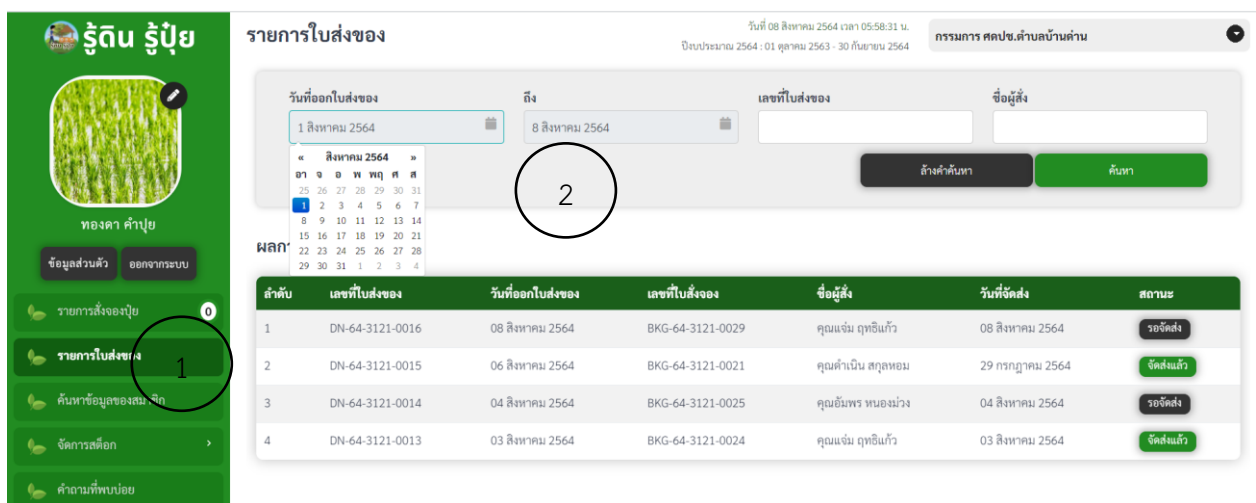 รู้ดิน รู้ปุ๋ย
ทองดา คำปุย
ข้อมูลส่วนตัว ออกจากระบบ
รายการสั่งจองปุ๋ย 0
รายการใบส่งของ
1
ค้นหาข้อมูลของสมาชิก
จัดการสต็อก
คำถามที่พบบ่อย
รายการใบส่งของ
วันที่ 08 สิงหาคม 2564 เวลา 05:58:31 น.
ปีงบประมาณ 2564 : 01 ตุลาคม 2563 - 30 กันยายน 2564
กรรมการ ศดปช.ตำบลบ้านด่าน
วันที่ออกใบส่งของ ถึง เลขที่ใบส่งของ ชื่อผู้สั่ง
1 สิงหาคม 2564 8 สิงหาคม 2564
« สิงหาคม 2564 »
อา จ อ พ พฤ ศ ส
25 26 27 28 29 30 31
1 2 3 4 5 6 7
8 9 10 11 12 13 14
15 16 17 18 19 20 21
22 23 24 25 26 27 28
29 30 31 1 2 3 4
2
ล้างคำค้นหา ค้นหา
ลำดับ เลขที่ใบส่งของ วันที่ออกใบส่งของ เลขที่ใบสั่งจอง ชื่อผู้สั่ง วันที่จัดส่ง สถานะ
1 DN-64-3121-0016 08 สิงหาคม 2564 BKG-64-3121-0029 คุณแจ่ม ฤทธิแก้ว 08 สิงหาคม 2564 รอจัดส่ง
2 DN-64-3121-0015 06 สิงหาคม 2564 BKG-64-3121-0021 คุณดำเนิน สกุลหอม 29 กรกฎาคม 2564 จัดส่งแล้ว
3 DN-64-3121-0014 04 สิงหาคม 2564 BKG-64-3121-0025 คุณอัมพร หนองม่วง 04 สิงหาคม 2564 รอจัดส่ง
4 DN-64-3121-0013 03 สิงหาคม 2564 BKG-64-3121-0024 คุณแจ่ม ฤทธิแก้ว 03 สิงหาคม 2564 จัดส่งแล้ว